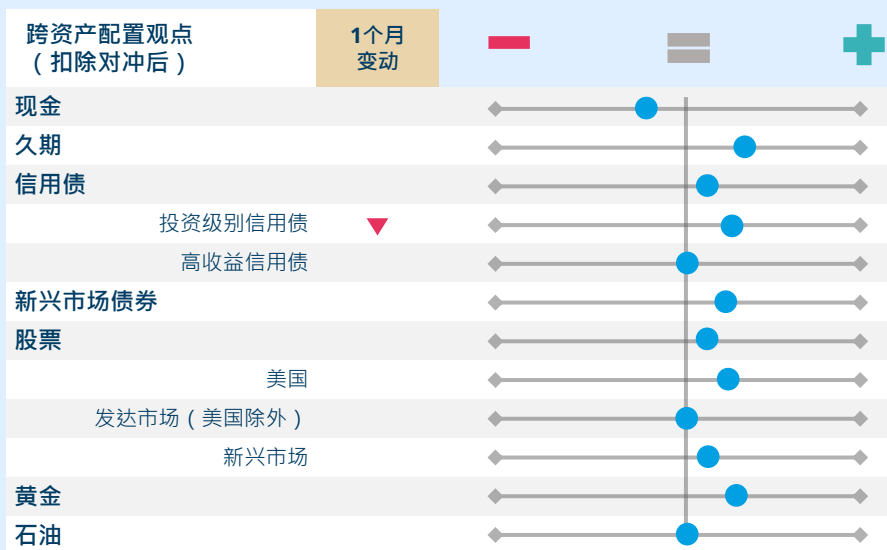 跨资产配置观点
（扣除对冲后）
1个月
变动
现金
久期
信用债
投资级别信用债
高收益信用债
新兴市场债券
股票
美国
发达市场（美国除外）
新兴市场
黄金
石油